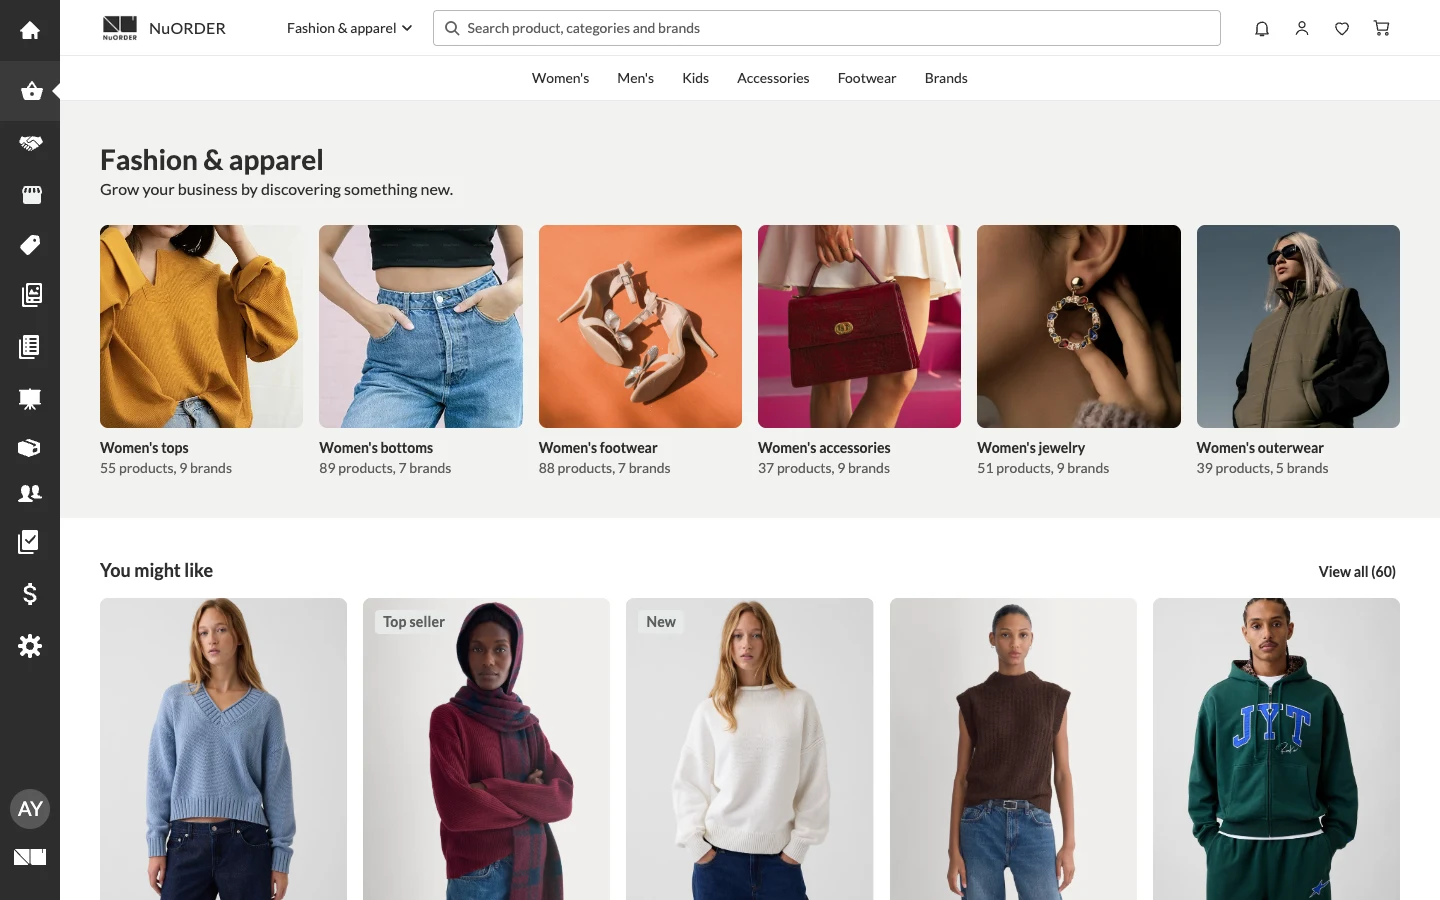 NuORDER
NuORDER
Fashion & apparel
Search product, categories and brands
Women's
Men's
Kids
Accessories
Footwear
Brands
Fashion & apparel
Grow your business by discovering something new.
Women's tops
55 products, 9 brands
Women's bottoms
89 products, 7 brands
Women's footwear
88 products, 7 brands
Women's accessories
37 products, 9 brands
Women's jewelry
51 products, 9 brands
Women's outerwear
39 products, 5 brands
You might like
View all (60)
Top seller
New
JYT
AY